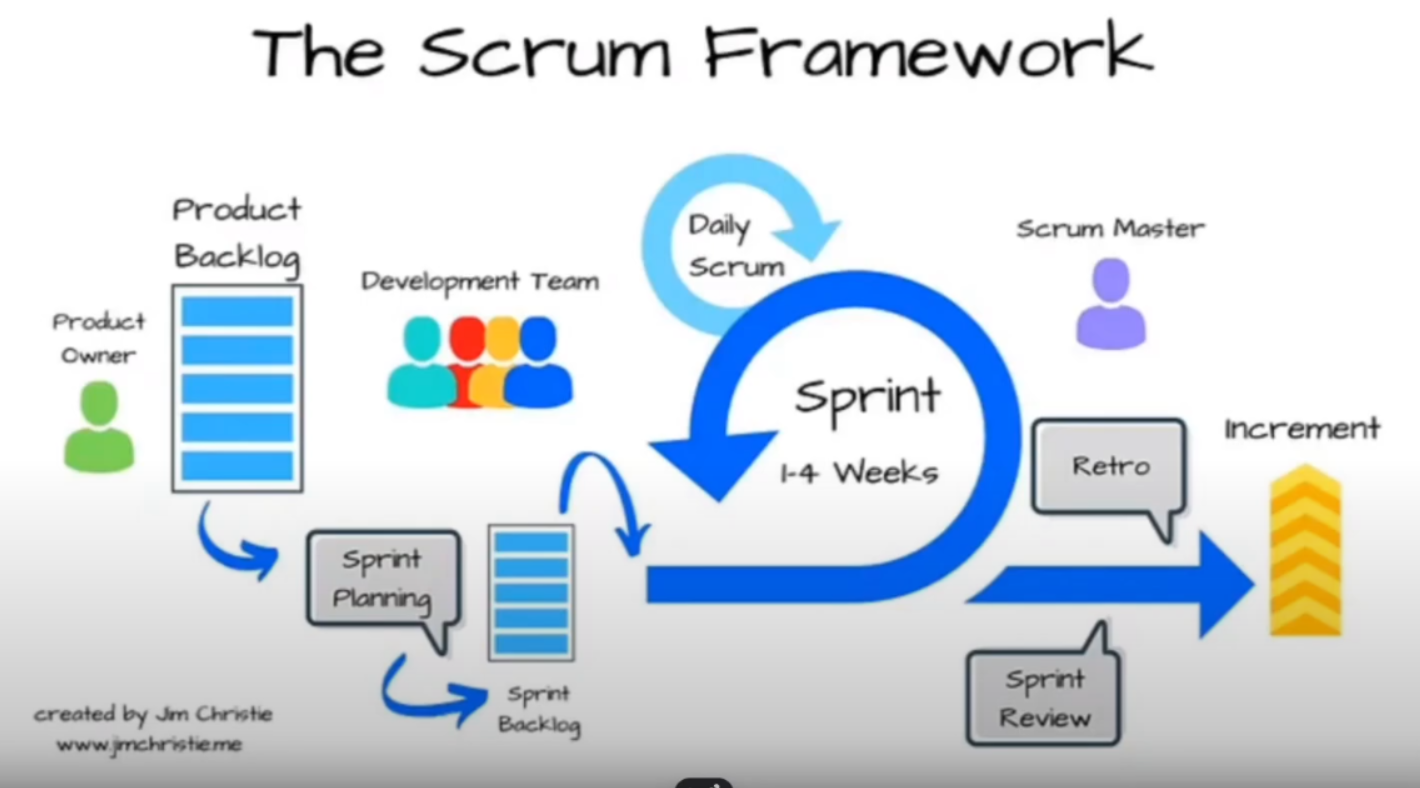 The Scrum Framework
Product
Backlog
Product
Owner
Development Team
Daily
Scrum
Scrum Master
Sprint
1-4 Weeks
Retro
Increment
Sprint
Planning
Sprint
Backlog
Sprint
Review
created by Jim Christie
www.jimchristie.me